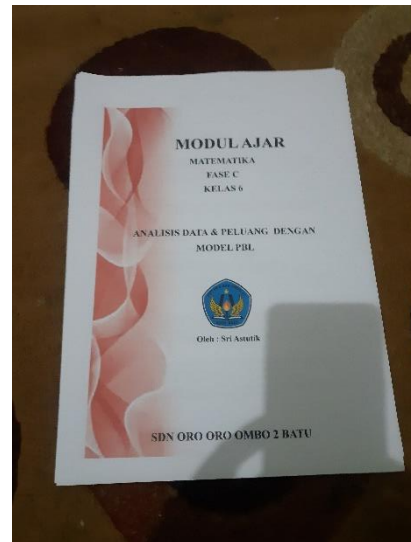 MODUL AJAR
MATEMATIKA
FASE C
KELAS 6
ANALISIS DATA & PELUANG DENGAN
MODEL PBL
Oleh : Sri Astutik
SDN ORO ORO OMBO 2 BATU